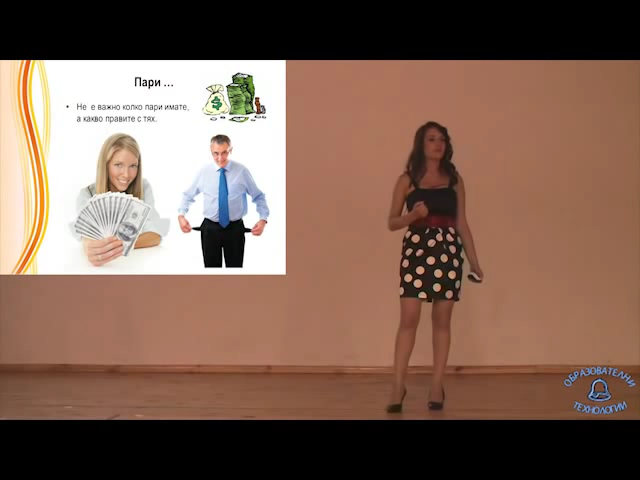 Пари ...
• Не е важно колко пари имате,
а какво правите с тях.
ОБРАЗОВАТЕЛНИ
ТЕХНОЛОГИИ